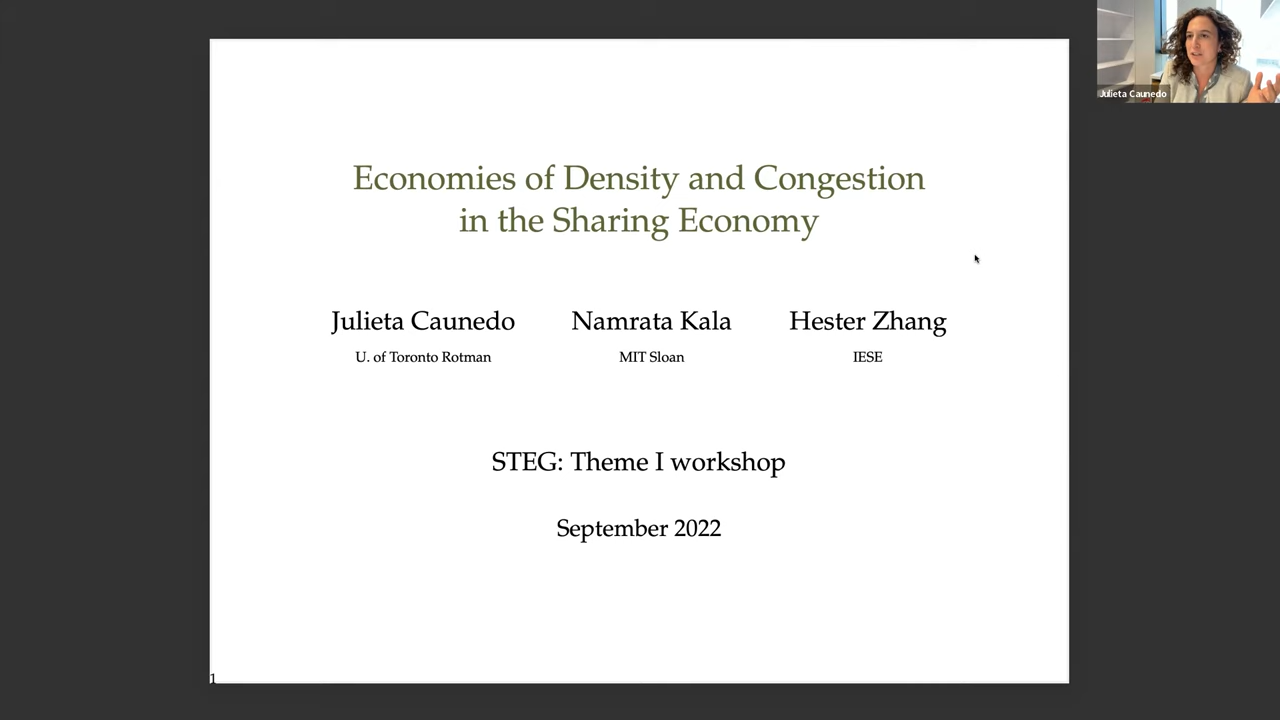 Economies of Density and Congestion
in the Sharing Economy
Julieta Caunedo Namrata Kala Hester Zhang
U. of Toronto Rotman MIT Sloan IESE
STEG: Theme I workshop
September 2022
1
Julieta Caunedo